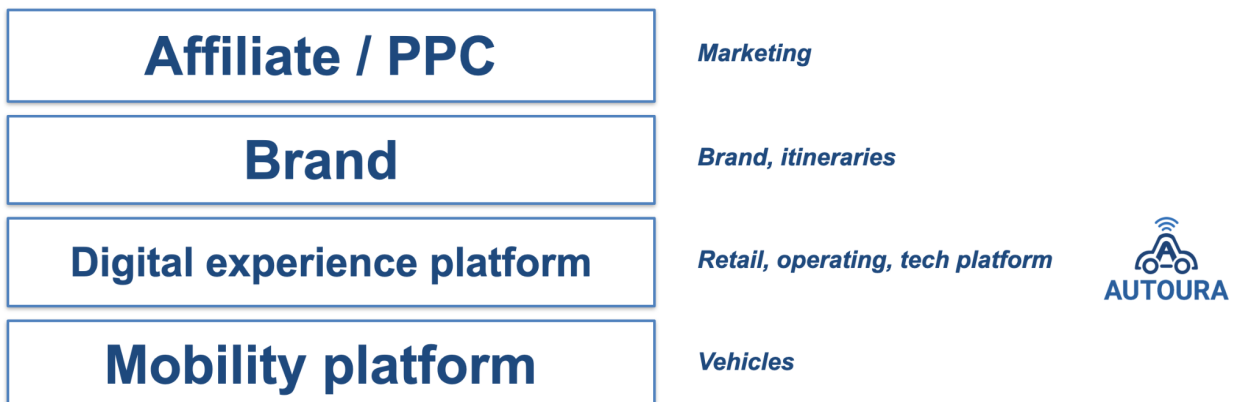 Affiliate / PPC
Marketing
Brand
Brand, itineraries
Digital experience platform
Retail, operating, tech platform
A
AUTOURA
Mobility platform
Vehicles